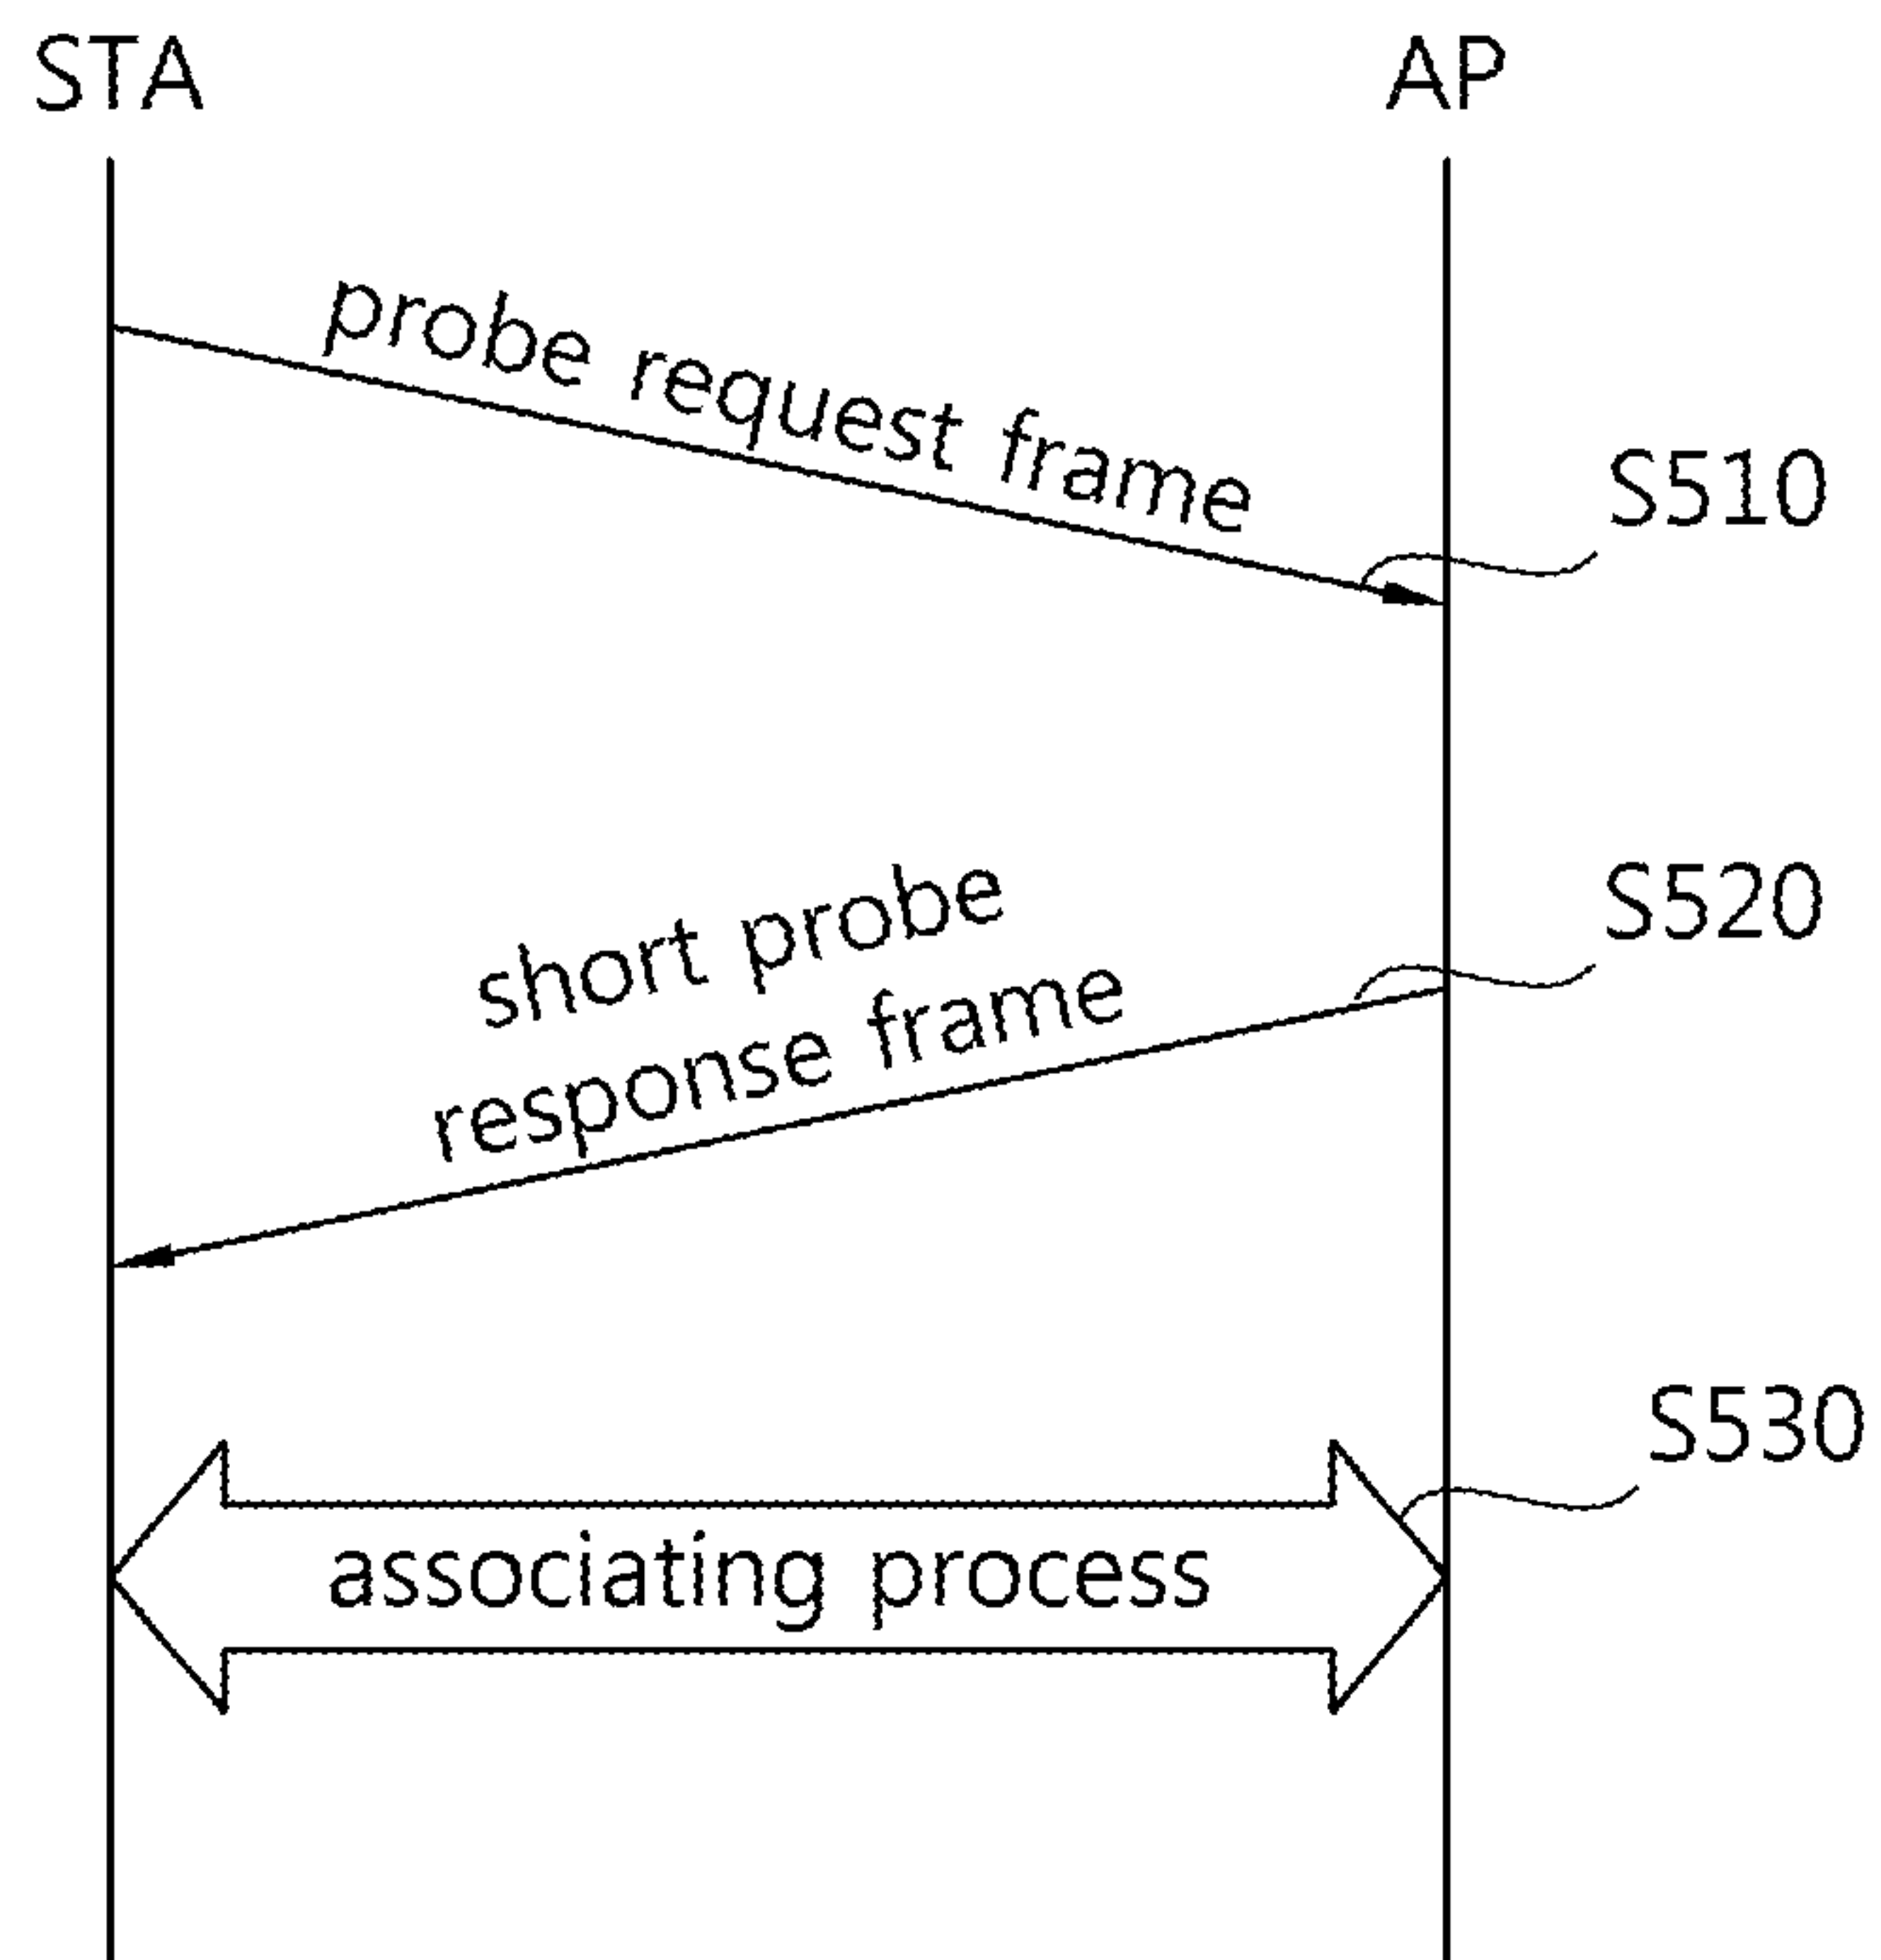 STA
AP
probe request frame
S510
short probe
response frame
S520
S530
associating process